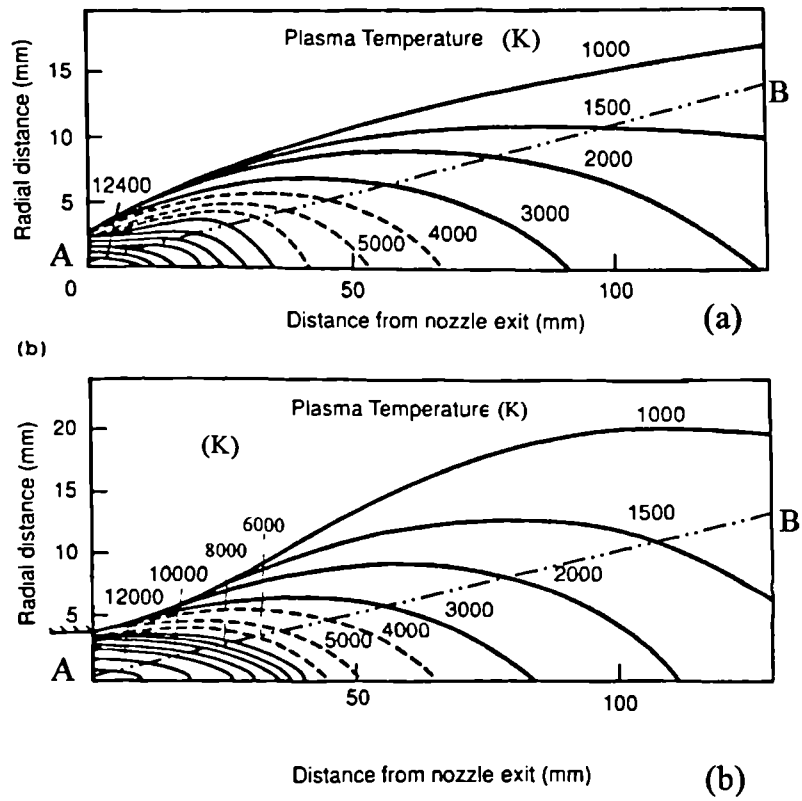 Plasma Temperature (K)
1000
15
B
1500
10
2000
12400
3000
5
5000
4000
A
0
50
100
Radial distance (mm)
Distance from nozzle exit (mm)
(a)
(b)
Plasma Temperature (K)
1000
20
(K)
15
1500
B
6000
8000
10
10000
2000
12000
3000
5
5000
4000
A
50
100
Radial distance (mm)
Distance from nozzle exit (mm)
(b)